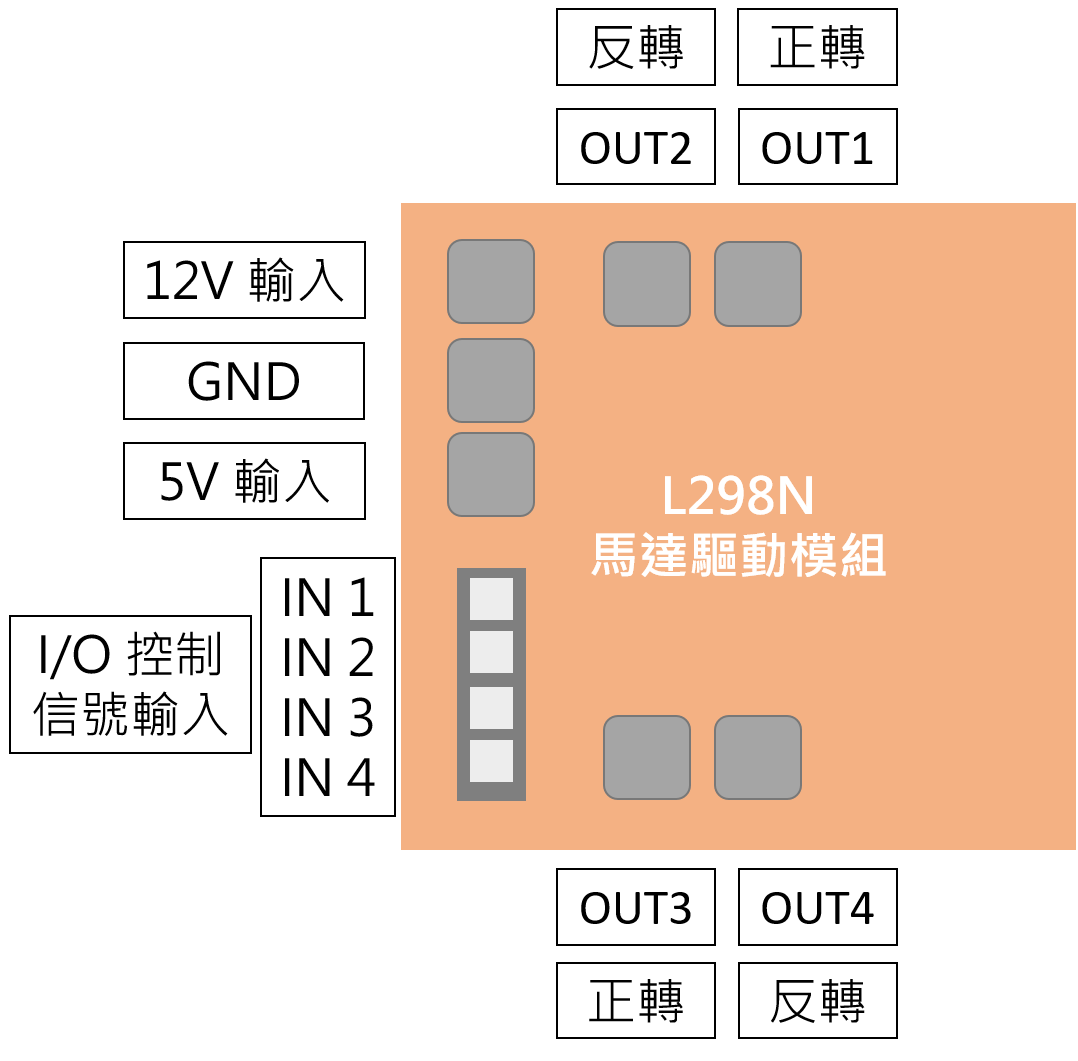 反轉
正轉
OUT2
OUT1
12V 輸入
GND
5V 輸入
L298N
馬達驅動模組
I/O 控制
信號輸入
IN 1
IN 2
IN 3
IN 4
OUT3
OUT4
正轉
反轉